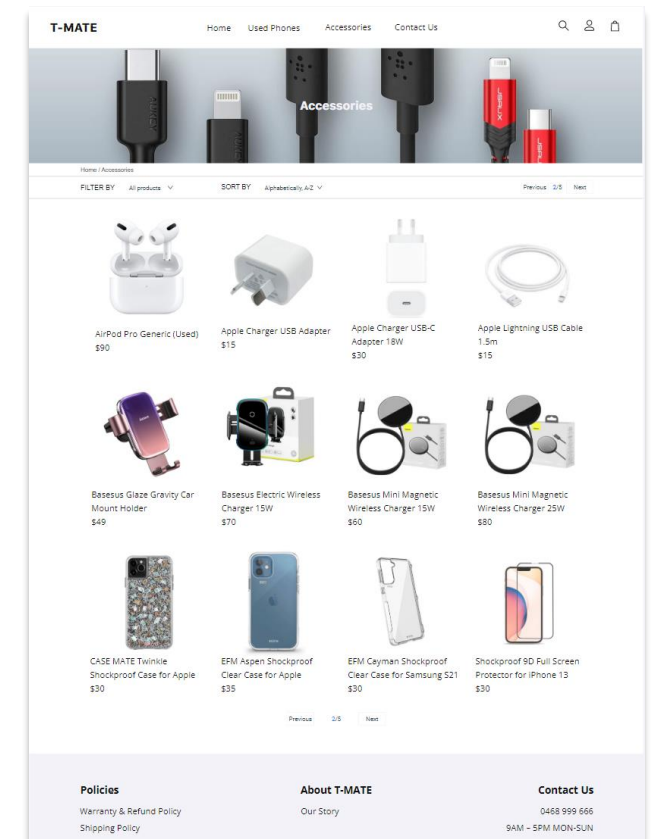 T-MATE
Home Used Phones Accessories Contact Us
Accessories
Home / Accessories
FILTER BY All products SORT BY Alphabetically, A-Z Previous 2/5 Next
AirPod Pro Generic (Used)
$90
Apple Charger USB Adapter
$15
Apple Charger USB-C
Adapter 18W
$30
Apple Lightning USB Cable
1.5m
$15
Basesus Glaze Gravity Car
Mount Holder
$49
Basesus Electric Wireless
Charger 15W
$70
Basesus Mini Magnetic
Wireless Charger 15W
$60
Basesus Mini Magnetic
Wireless Charger 25W
$80
CASE MATE Twinkle
Shockproof Case for Apple
$30
EFM Aspen Shockproof
Clear Case for Apple
$35
EFM Cayman Shockproof
Clear Case for Samsung S21
$30
Shockproof 9D Full Screen
Protector for iPhone 13
$30
Previous 2/5 Next
Policies
Warranty & Refund Policy
Shipping Policy
About T-MATE
Our Story
Contact Us
0468 999 666
9AM – 5PM MON-SUN